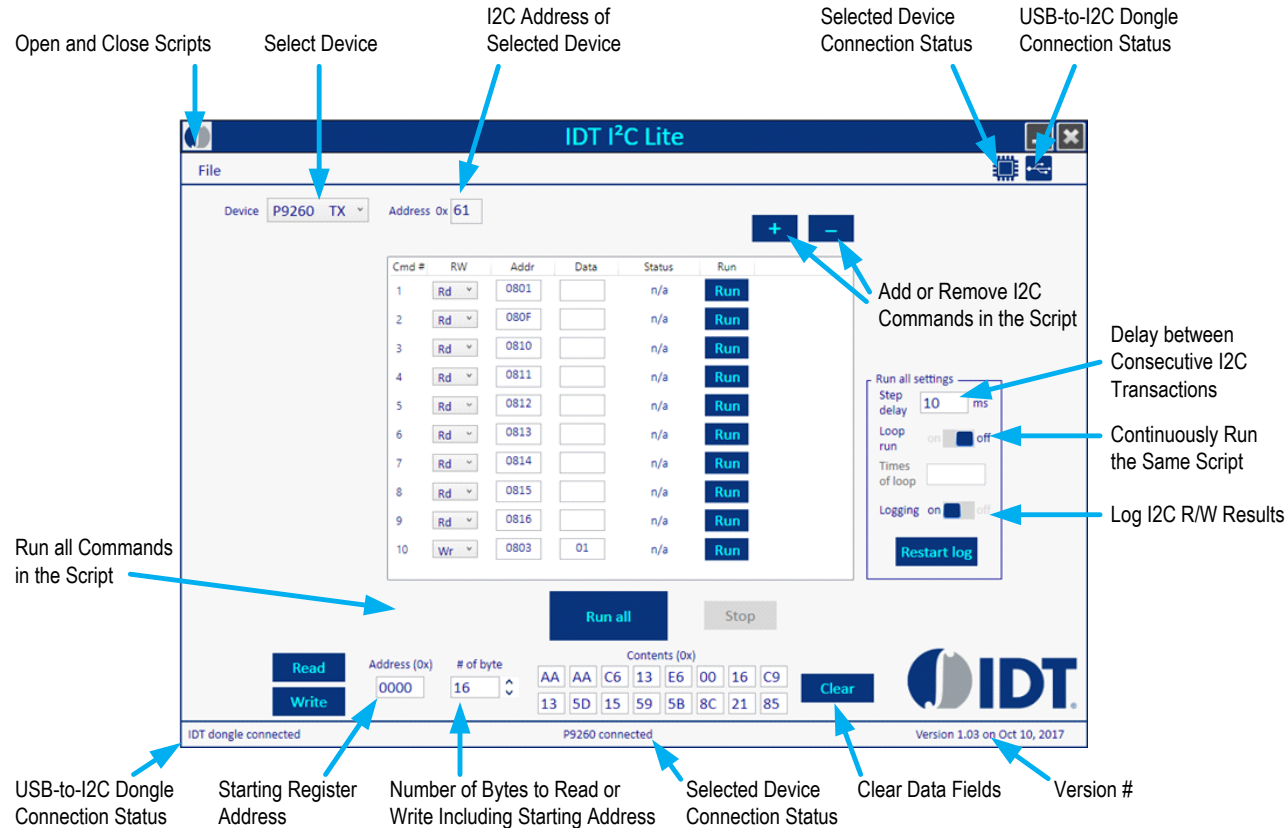 I2C Address of
Selected Device
Selected Device
Connection Status
USB-to-I2C Dongle
Connection Status
Open and Close Scripts
Select Device
IDT I²C Lite
File
Device P9260 TX Address 0x 61
+ –
Cmd # RW Addr Data Status Run
1 Rd 0801 n/a Run
2 Rd 080F n/a Run
3 Rd 0810 n/a Run
4 Rd 0811 n/a Run
5 Rd 0812 n/a Run
6 Rd 0813 n/a Run
7 Rd 0814 n/a Run
8 Rd 0815 n/a Run
9 Rd 0816 n/a Run
10 Wr 0803 01 n/a Run
Add or Remove I2C
Commands in the Script
Delay between
Consecutive I2C
Transactions
Run all settings
Step
delay 10 ms
Loop
run on off
Times
of loop
Logging on off
Restart log
Continuously Run
the Same Script
Log I2C R/W Results
Run all Commands
in the Script
Run all Stop
Read
Write
Address (0x)
0000
# of byte
16
Contents (0x)
AA AA C6 13 E6 00 16 C9
13 5D 15 59 5B 8C 21 85
Clear
IDT.
IDT dongle connected P9260 connected Version 1.03 on Oct 10, 2017
USB-to-I2C Dongle
Connection Status
Starting Register
Address
Number of Bytes to Read or
Write Including Starting Address
Selected Device
Connection Status
Clear Data Fields
Version #